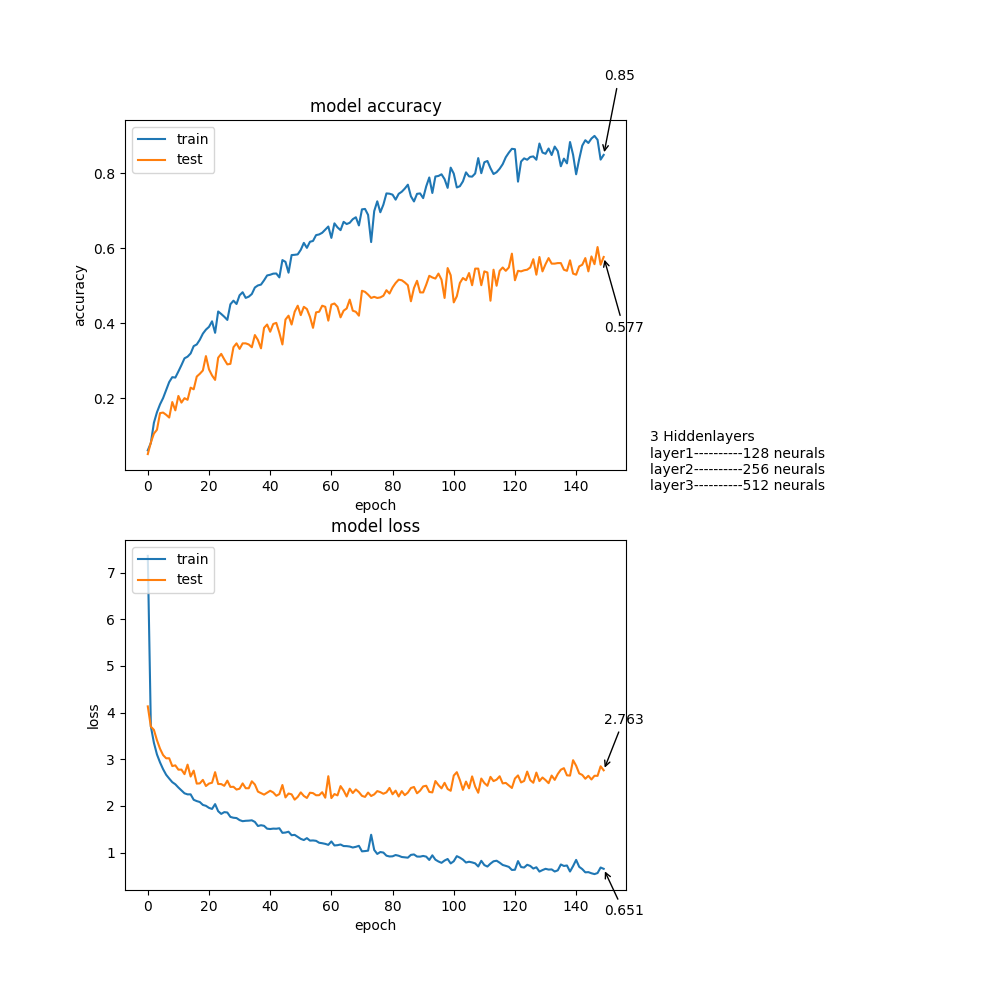 0.85
model accuracy
train
test
0.8
0.6
0.4
0.2
accuracy
0.577
0 20 40 60 80 100 120 140
epoch
3 Hiddenlayers
layer1----------128 neurals
layer2----------256 neurals
layer3----------512 neurals
model loss
train
test
7
6
5
4
3
2
1
loss
2.763
0.651
0 20 40 60 80 100 120 140
epoch